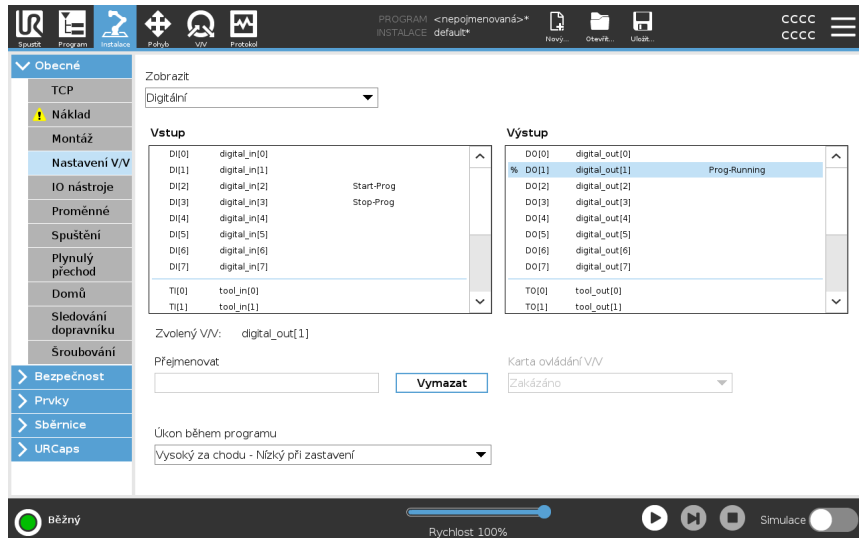 PROGRAM <nepojmenovaná>*
INSTALACE default*
CCCC
CCCC
Spustit
Program
Instalace
Pohyb
V/V
Protokol
Nový...
Otevřít...
Uložit...
Obecné
TCP
Náklad
Montáž
Nastavení V/V
IO nástroje
Proměnné
Spuštění
Plynulý
přechod
Domů
Sledování
dopravníku
Šroubování
Bezpečnost
Prvky
Sběrnice
URCaps
Zobrazit
Digitální
Vstup
DI[0] digital_in[0]
DI[1] digital_in[1]
DI[2] digital_in[2] Start-Prog
DI[3] digital_in[3] Stop-Prog
DI[4] digital_in[4]
DI[5] digital_in[5]
DI[6] digital_in[6]
DI[7] digital_in[7]
TI[0] tool_in[0]
TI[1] tool_in[1]
Výstup
DO[0] digital_out[0]
% DO[1] digital_out[1] Prog-Running
DO[2] digital_out[2]
DO[3] digital_out[3]
DO[4] digital_out[4]
DO[5] digital_out[5]
DO[6] digital_out[6]
DO[7] digital_out[7]
TO[0] tool_out[0]
TO[1] tool_out[1]
Zvolený V/V: digital_out[1]
Přejmenovat
Vymazat
Karta ovládání V/V
Zakázáno
Úkon během programu
Vysoký za chodu - Nízký při zastavení
Běžný
Rychlost 100%
Simulace